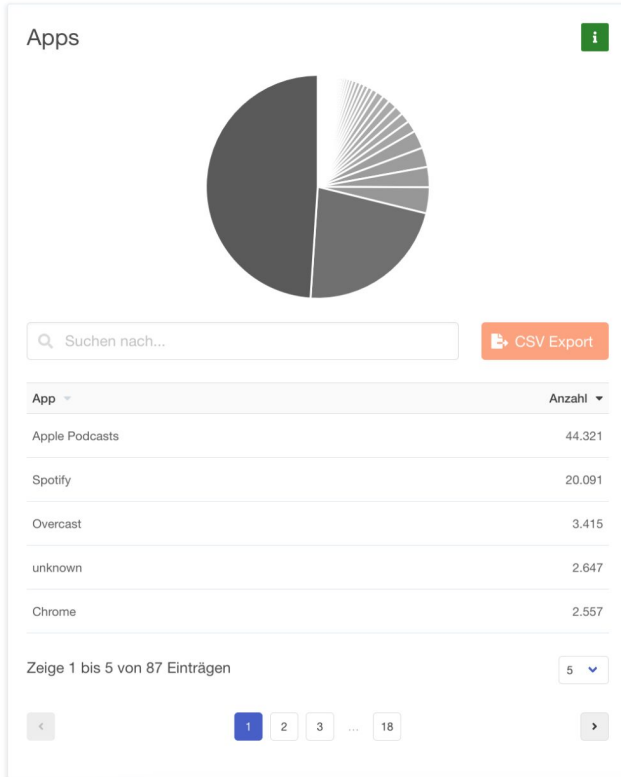 Apps
i
Suchen nach...
CSV Export
App Anzahl
Apple Podcasts 44.321
Spotify 20.091
Overcast 3.415
unknown 2.647
Chrome 2.557
Zeige 1 bis 5 von 87 Einträgen 5
1 2 3 ... 18